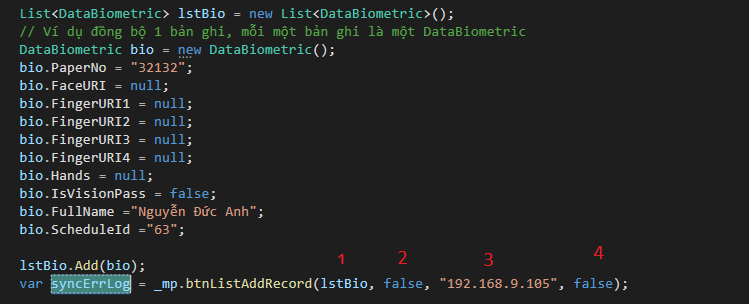 List<DataBiometric> lstBio = new List<DataBiometric>();
// Ví dụ đồng bộ 1 bản ghi, mỗi một bản ghi là một DataBiometric
DataBiometric bio = new DataBiometric();
bio.PaperNo = "32132";
bio.FaceURI = null;
bio.FingerURI1 = null;
bio.FingerURI2 = null;
bio.FingerURI3 = null;
bio.FingerURI4 = null;
bio.Hands = null;
bio.IsVisionPass = false;
bio.FullName ="Nguyễn Đức Anh";
bio.ScheduleId ="63";
1 2 3 4
lstBio.Add(bio);
var syncErrLog = _mp.btnListAddRecord(lstBio, false, "192.168.9.105", false);